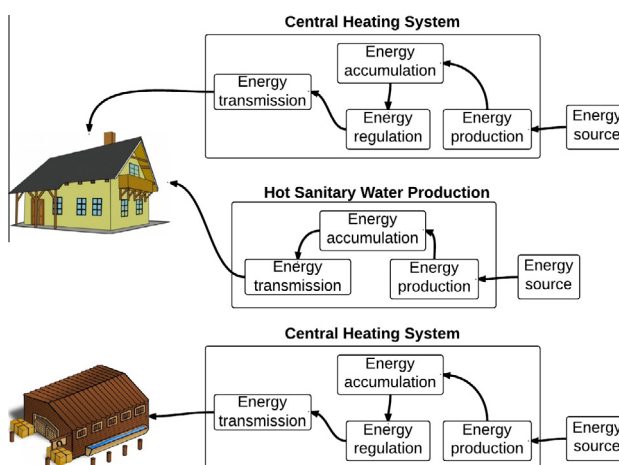 Central Heating System
Energy
accumulation
Energy
transmission
Energy
regulation
Energy
production
Energy
source
Hot Sanitary Water Production
Energy
accumulation
Energy
transmission
Energy
production
Energy
source
Central Heating System
Energy
accumulation
Energy
transmission
Energy
regulation
Energy
production
Energy
source